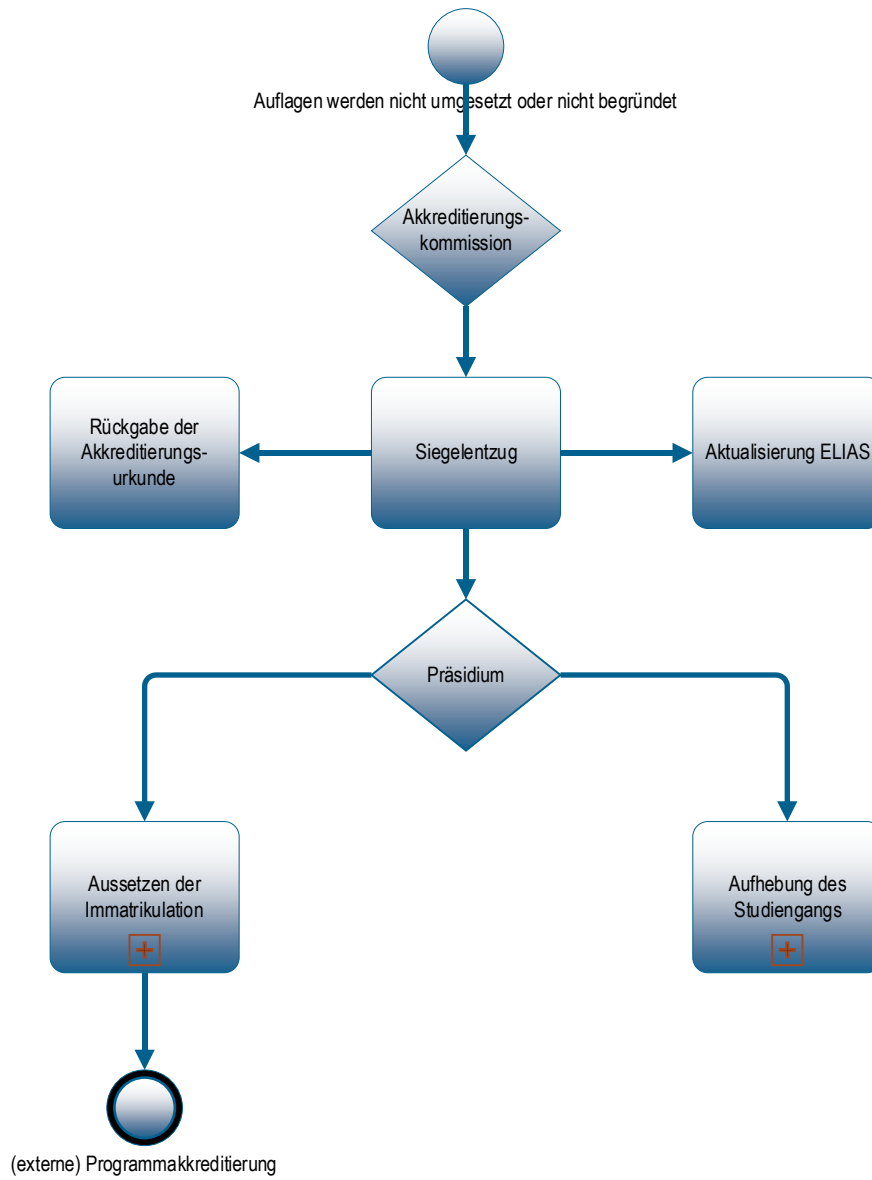 Auflagen werden nicht umgesetzt oder nicht begründet
Akkreditierungs-
kommission
Rückgabe der
Akkreditierungs-
urkunde
Siegelentzug
Aktualisierung ELIAS
Präsidium
Aussetzen der
Immatrikulation
Aufhebung des
Studiengangs
(externe) Programmakkreditierung